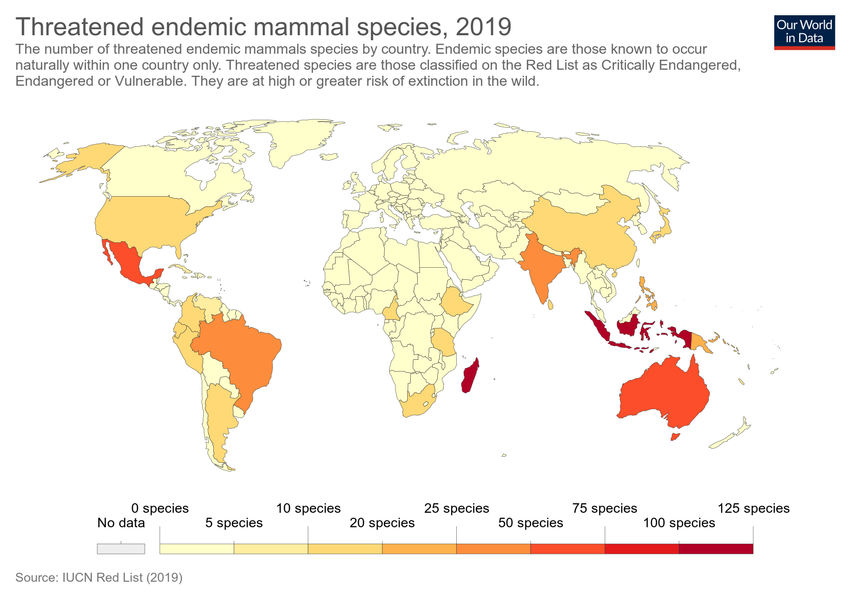 Threatened endemic mammal species, 2019
Our World
in Data
The number of threatened endemic mammals species by country. Endemic species are those known to occur
naturally within one country only. Threatened species are those classified on the Red List as Critically Endangered,
Endangered or Vulnerable. They are at high or greater risk of extinction in the wild.
0 species 10 species 25 species 75 species 125 species
No data 5 species 20 species 50 species 100 species
Source: IUCN Red List (2019)